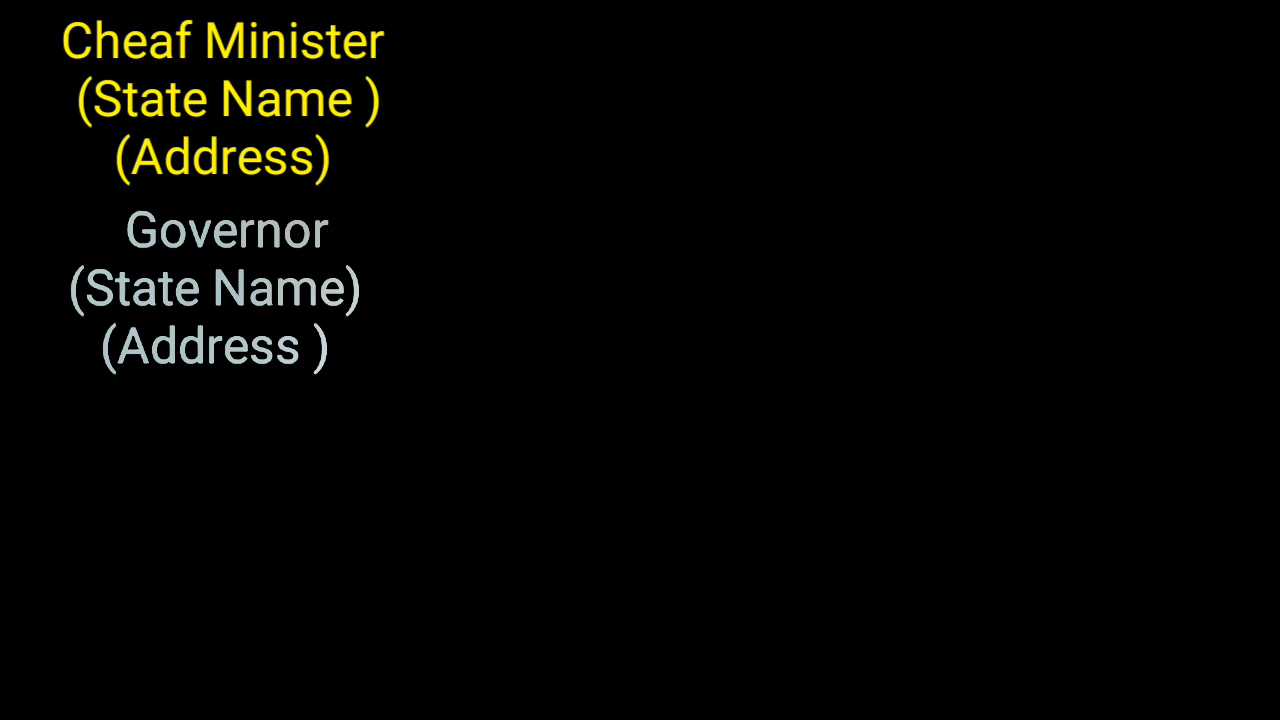 Cheaf Minister
(State Name )
(Address)
Governor
(State Name)
(Address )